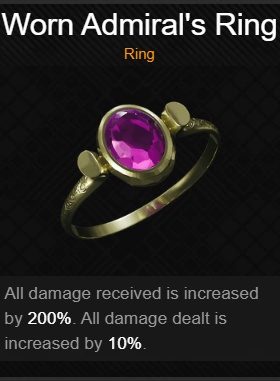 Worn Admiral's Ring
Ring
All damage received is increased
by 200%. All damage dealt is
increased by 10%.